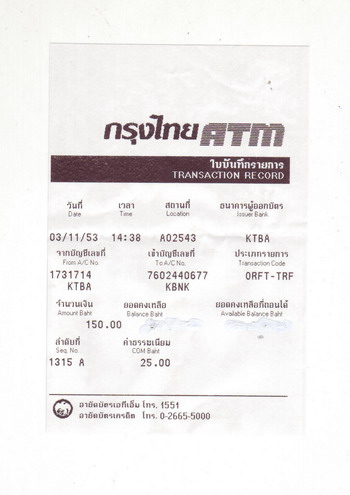 กรุงไทย ATM
ใบบันทึกรายการ
TRANSACTION RECORD
วันที่ เวลา สถานที่ ธนาคารผู้ออกบัตร
Date Time Location Issuer Bank
03/11/53 14:38 A02543 KTBA
จากบัญชีเลขที่ เข้าบัญชีเลขที่ ประเภทรายการ
From A/C No. To A/C No. Transaction Code
1731714 7602440677 ORFT-TRF
KTBA KBNK
จำนวนเงิน ยอดคงเหลือ ยอดคงเหลือที่ถอนได้
Amount Baht Balance Baht Available Balance Baht
150.00
ลำดับที่ ค่าธรรมเนียม
Seq. No. COM Baht
1315 A 25.00
อายัดบัตรเอทีเอ็ม โทร. 1551
อายัดบัตรเครดิต โทร. 0-2665-5000